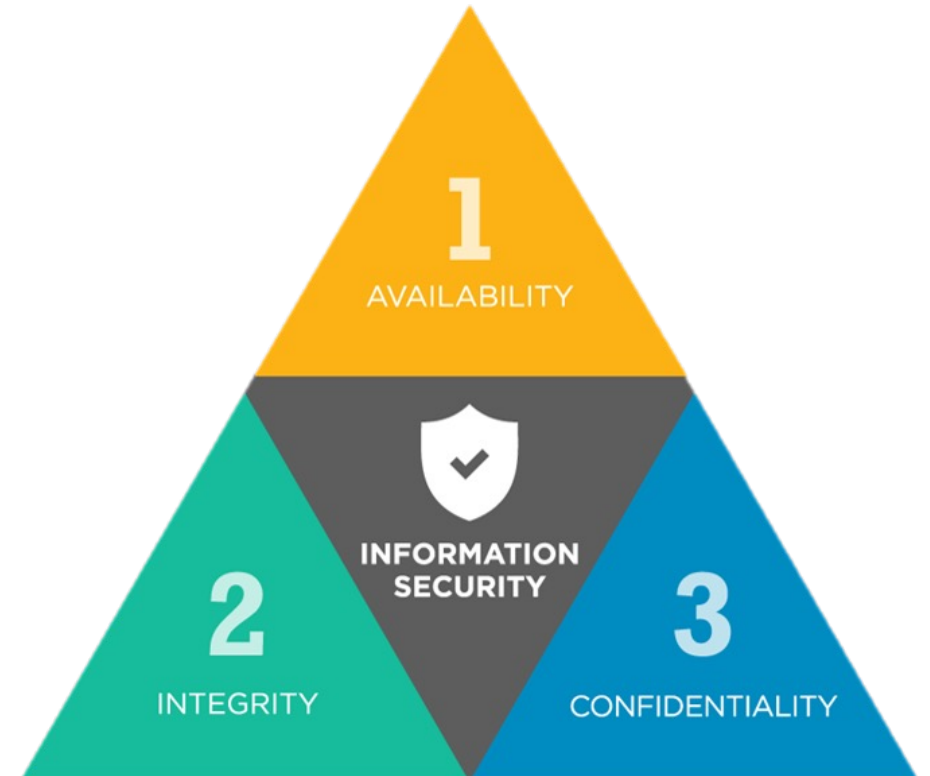 1
AVAILABILITY
INFORMATION
SECURITY
2
INTEGRITY
3
CONFIDENTIALITY